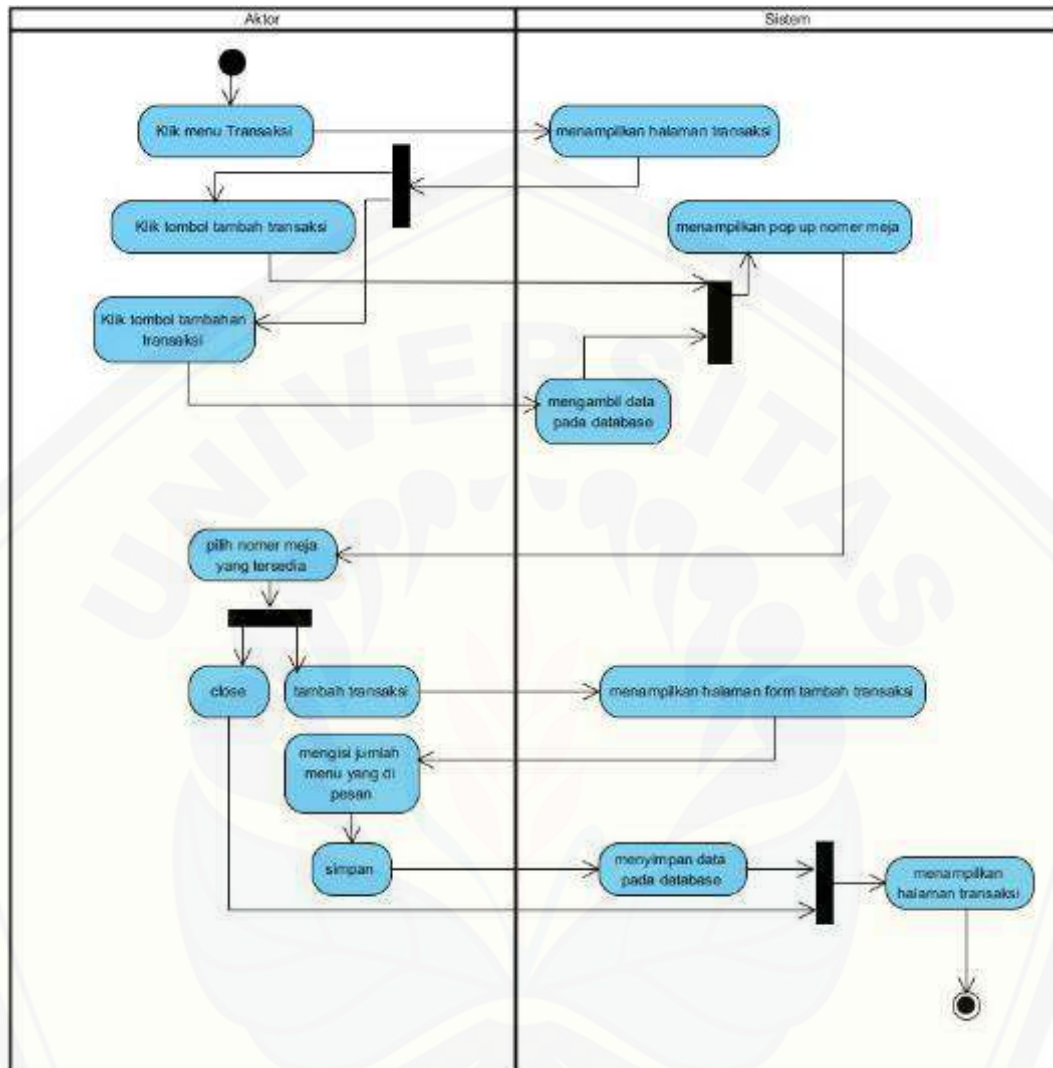 Aktor
Sistem
Klik menu Transaksi
menampilkan halaman transaksi
Klik tombol tambah transaksi
menampilkan pop up nomer meja
Klik tombol tambahan
transaksi
mengambil data
pada database
UNIVERSITAS
pilih nomer meja
yang tersedia
close
tambah transaksi
menampilkan halaman form tambah transaksi
mengisi jumlah
menu yang di
pesan
simpan
menyimpan data
pada database
menampilkan
halaman transaksi